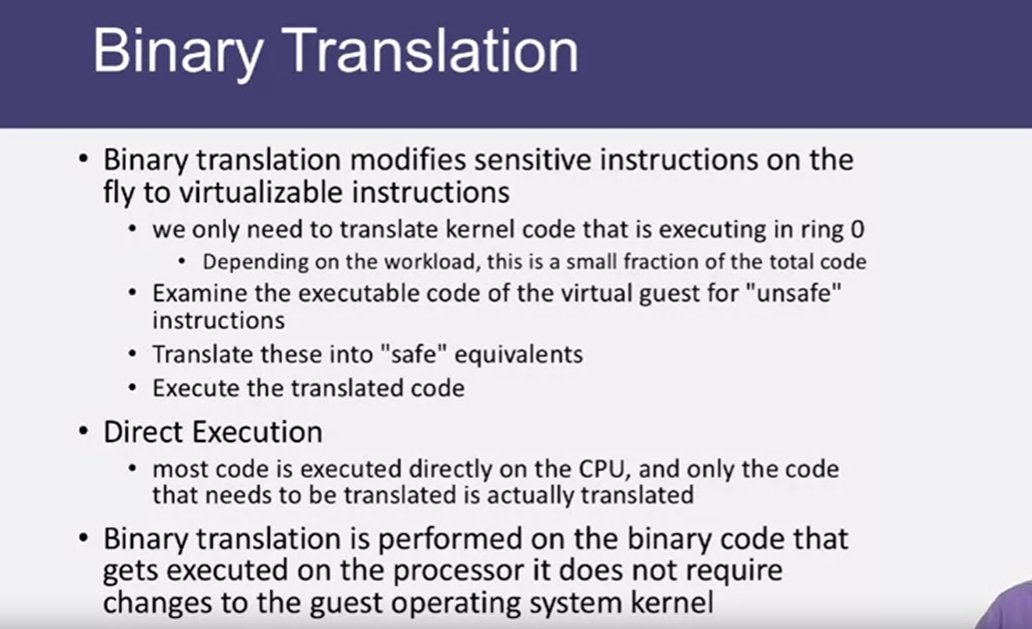 Binary Translation
• Binary translation modifies sensitive instructions on the
fly to virtualizable instructions
• we only need to translate kernel code that is executing in ring 0
• Depending on the workload, this is a small fraction of the total code
• Examine the executable code of the virtual guest for "unsafe"
instructions
• Translate these into "safe" equivalents
• Execute the translated code
• Direct Execution
• most code is executed directly on the CPU, and only the code
that needs to be translated is actually translated
• Binary translation is performed on the binary code that
gets executed on the processor it does not require
changes to the guest operating system kernel